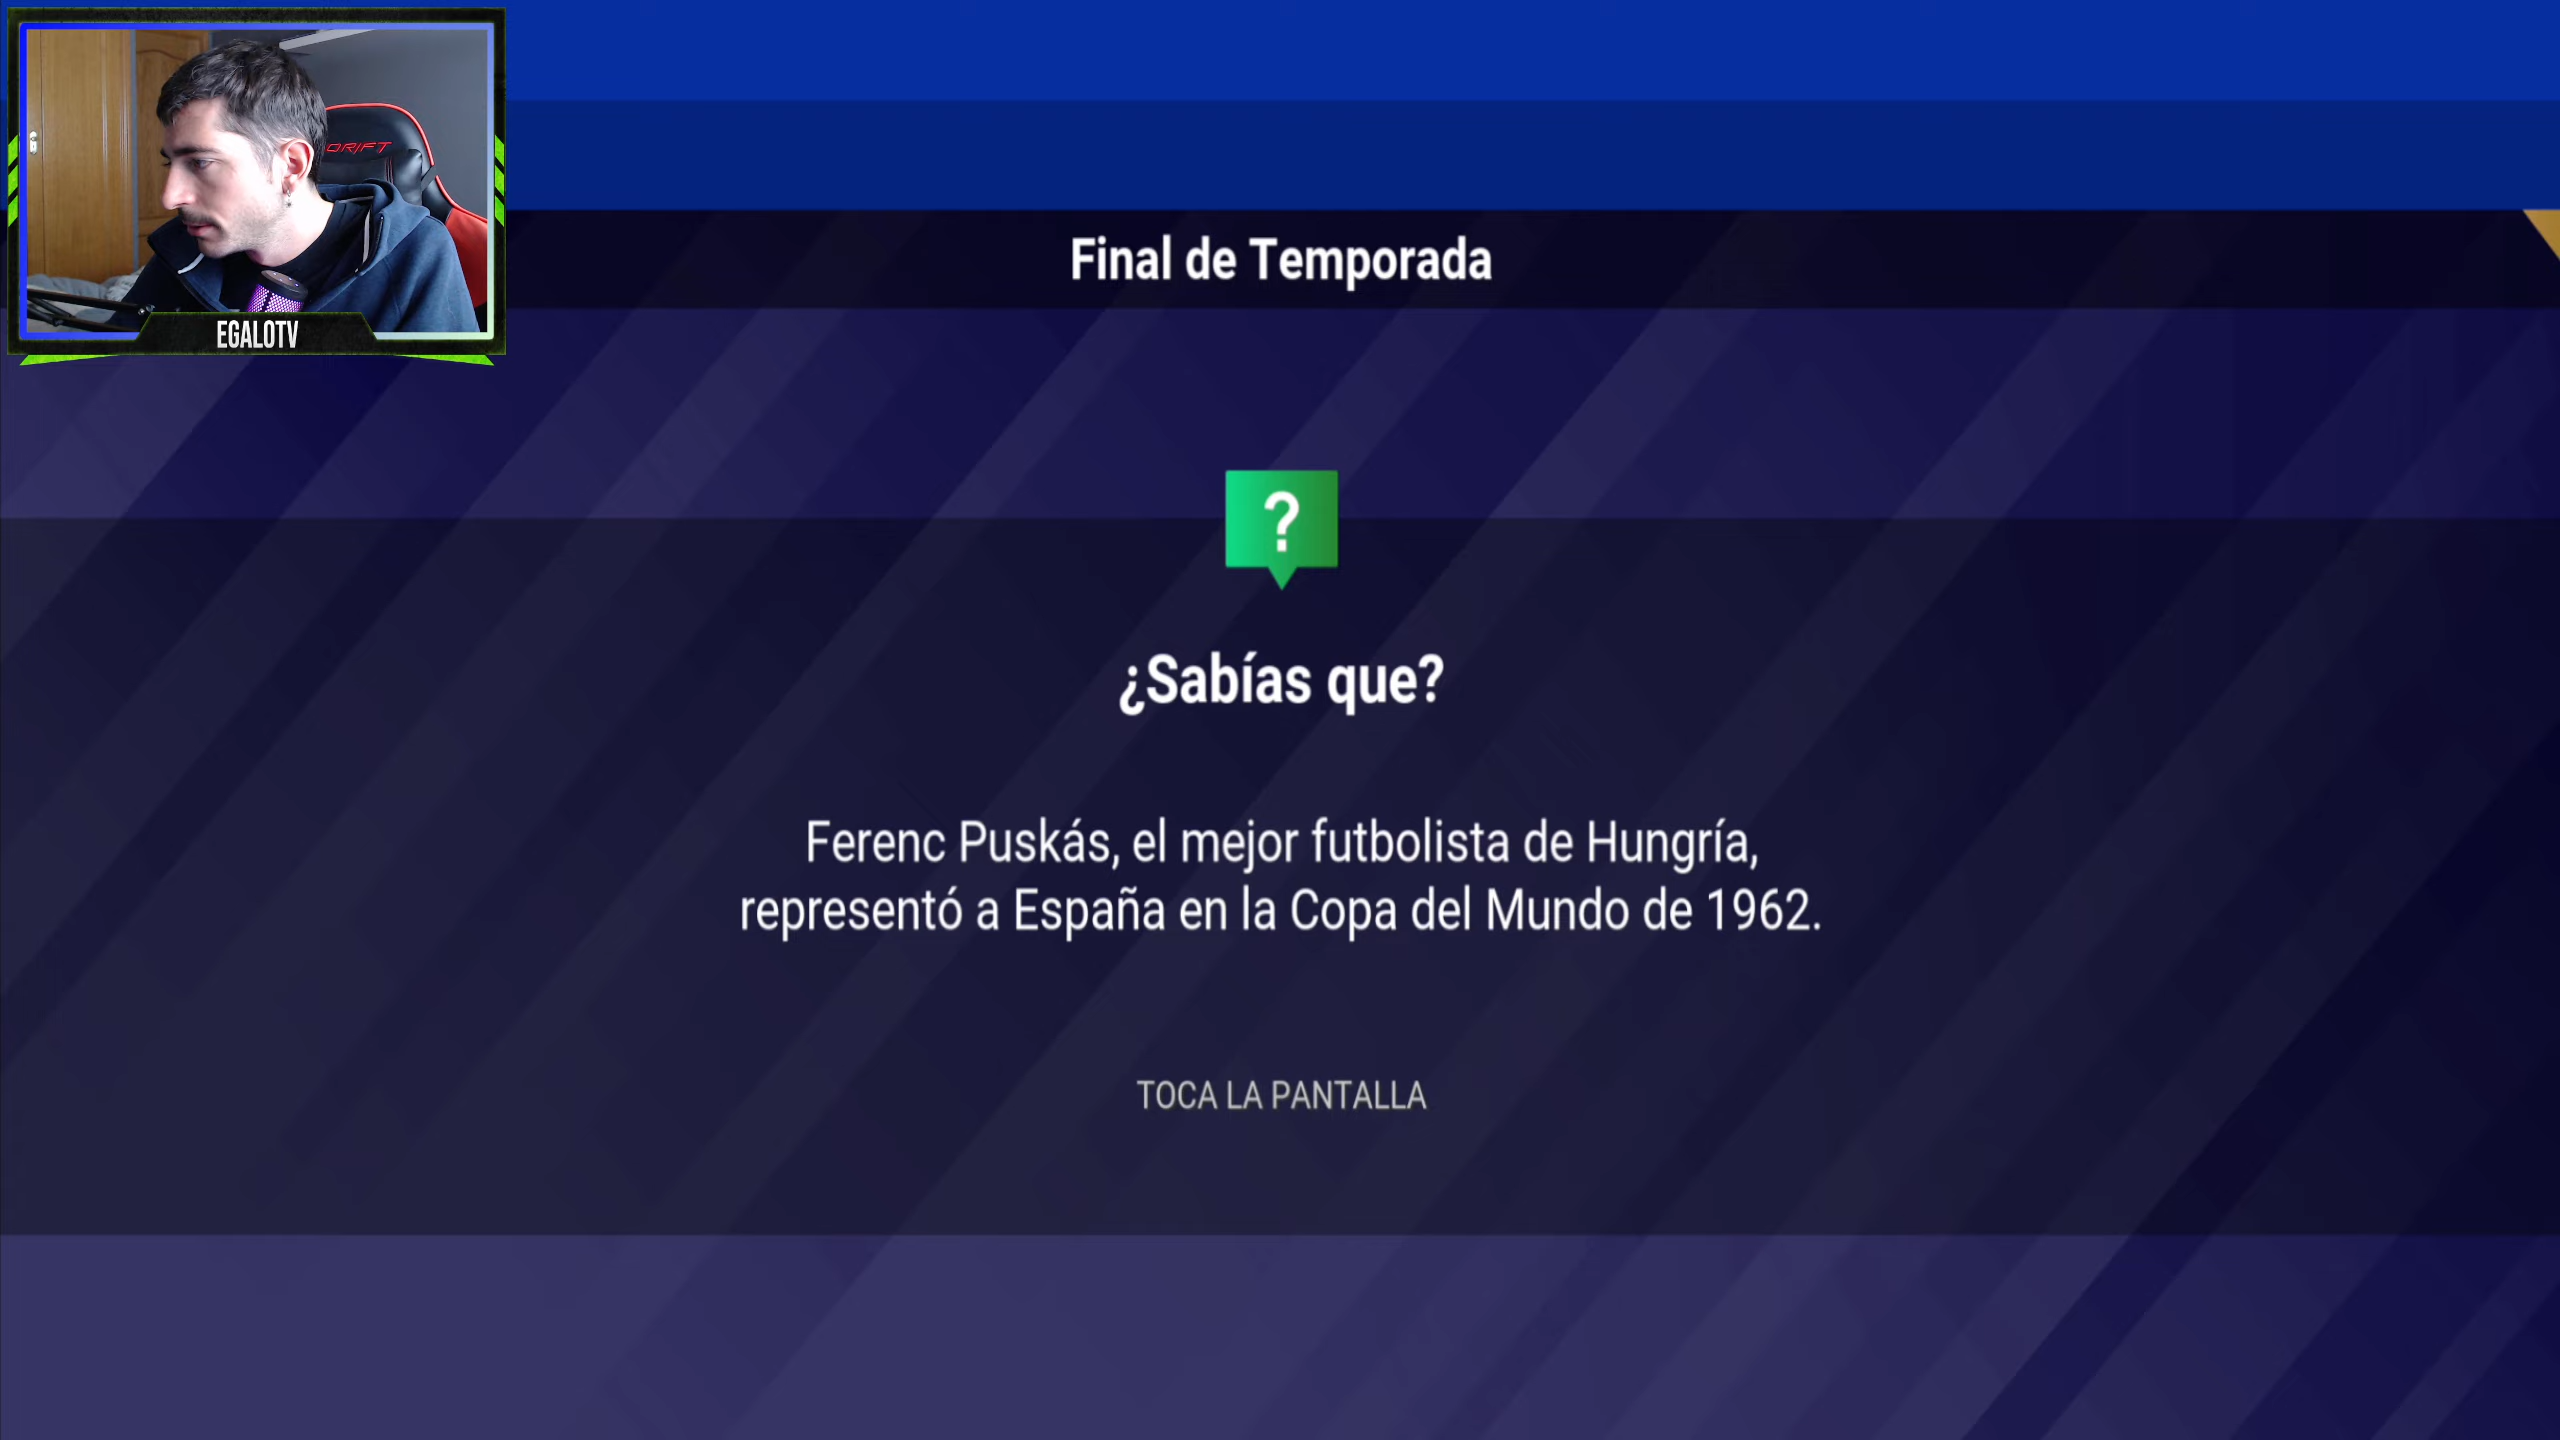 DRIFT
EGALOTV
Final de Temporada
?
¿Sabías que?
Ferenc Puskás, el mejor futbolista de Hungría,
representó a España en la Copa del Mundo de 1962.
TOCA LA PANTALLA